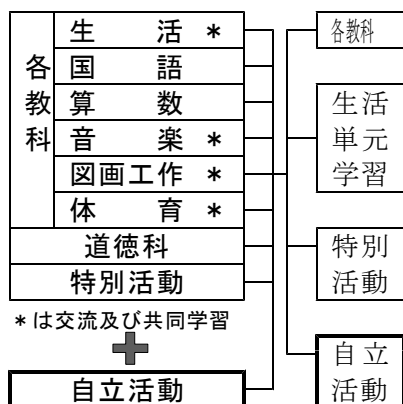 各教科
生活 *
国語
算数
音楽 *
図画工作 *
体育 *
道徳科
特別活動
*は交流及び共同学習
自立活動
各教科
生活
単元
学習
特別
活動
自立
活動